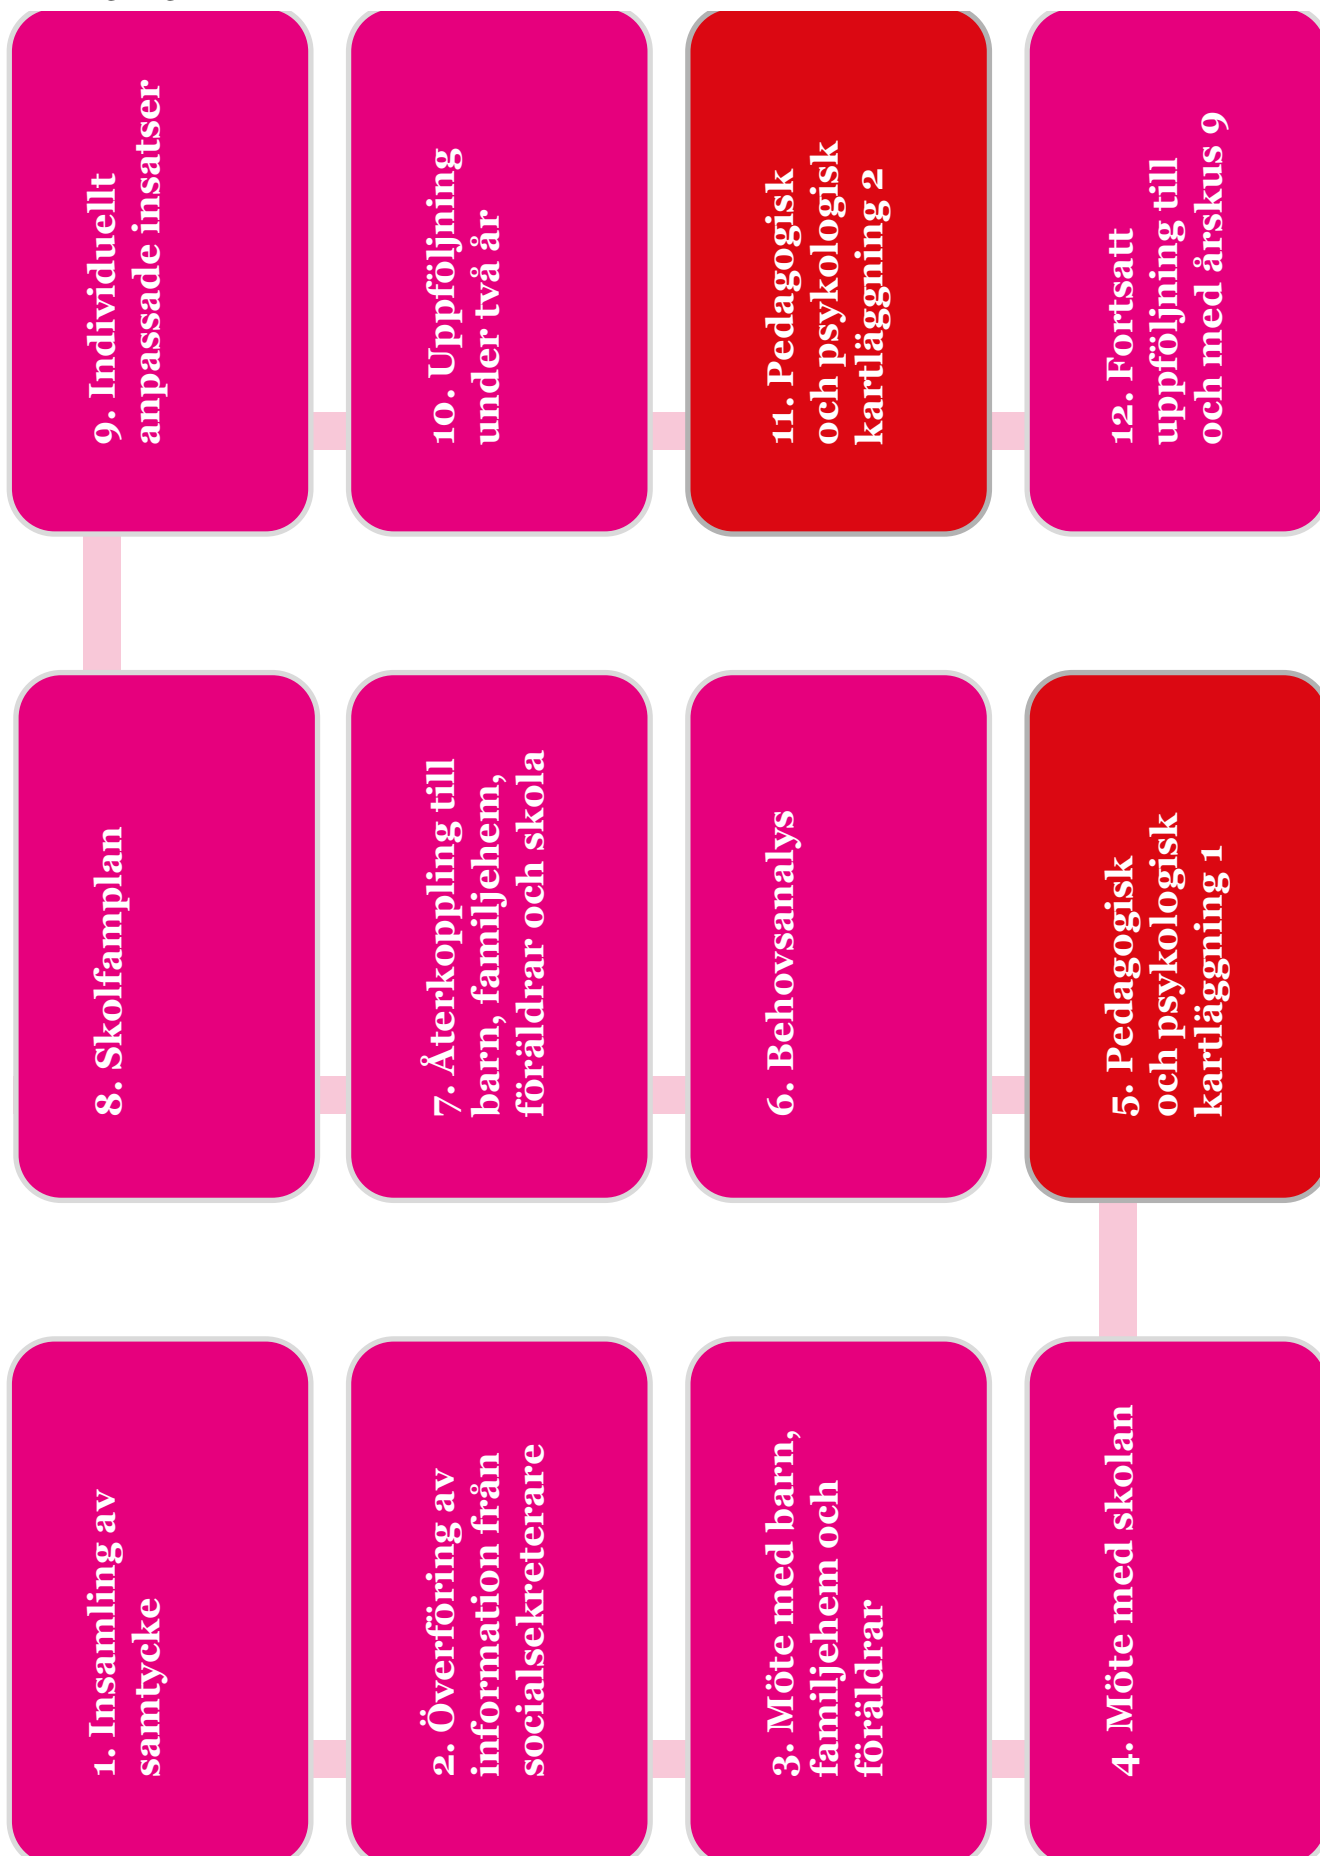 1. Insamling av
samtycke
2. Överföring av
information från
socialsekreterare
3. Möte med barn,
familjehem och
föräldrar
4. Möte med skolan
5. Pedagogisk
och psykologisk
kartläggning 1
6. Behovsanalys
7. Återkoppling till
barn, familjehem,
föräldrar och skola
8. Skolfamplan
9. Individuellt
anpassade insatser
10. Uppföljning
under två år
11. Pedagogisk
och psykologisk
kartläggning 2
12. Fortsatt
uppföljning till
och med årskus 9